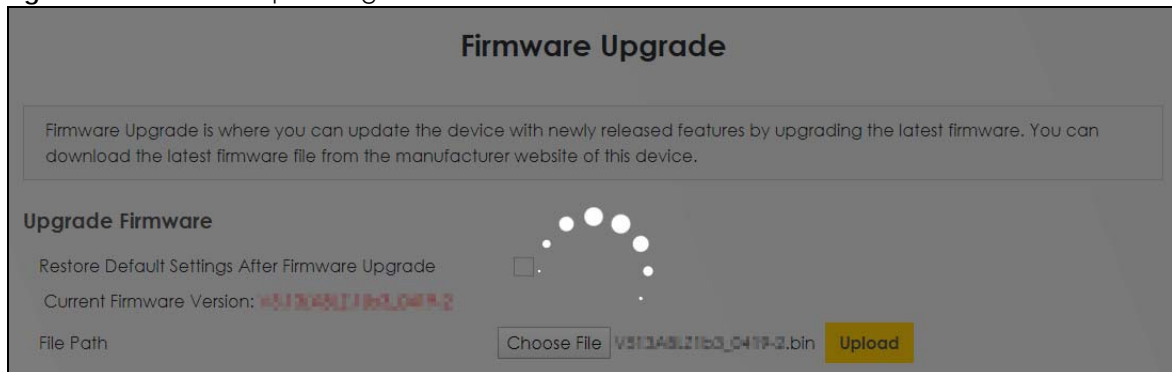 Firmware Upgrade
Firmware Upgrade is where you can update the device with newly released features by upgrading the latest firmware. You can
download the latest firmware file from the manufacturer website of this device.
Upgrade Firmware
Restore Default Settings After Firmware Upgrade
Current Firmware Version:
File Path Choose File .bin Upload